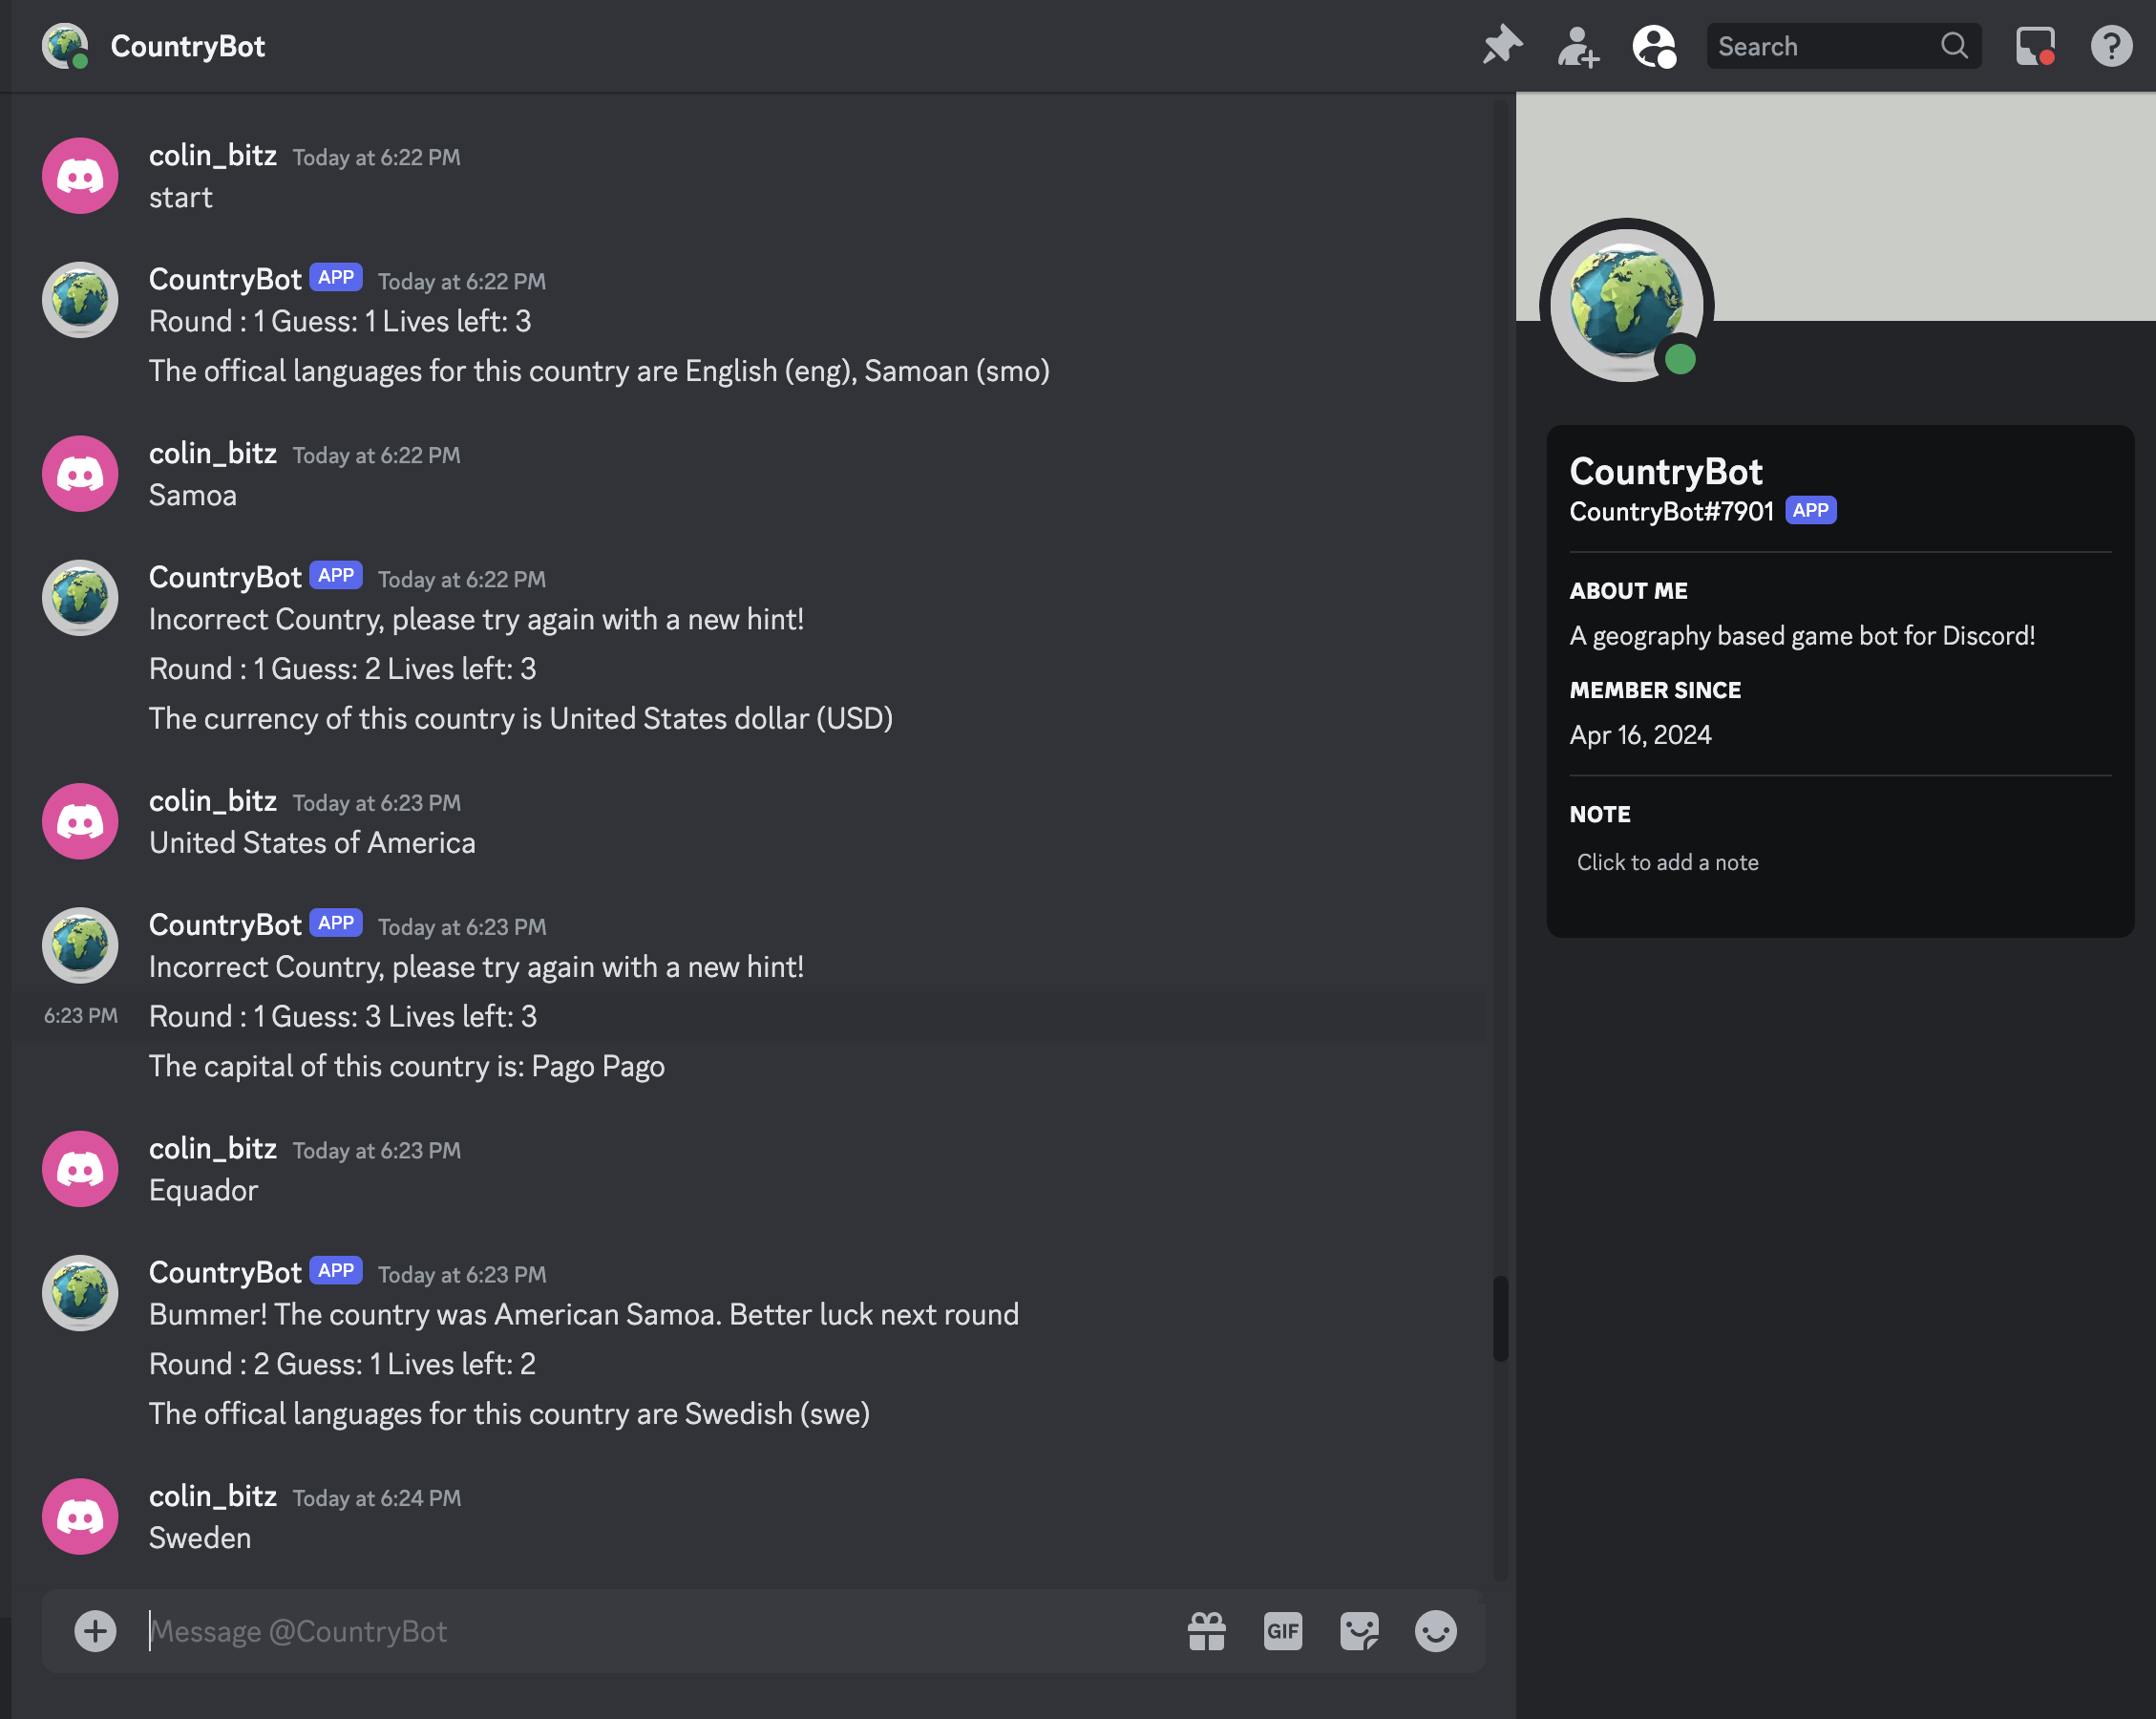 CountryBot
Search
colin_bitz Today at 6:22 PM
start
CountryBot APP Today at 6:22 PM
Round : 1 Guess: 1 Lives left: 3
The offical languages for this country are English (eng), Samoan (smo)
colin_bitz Today at 6:22 PM
Samoa
CountryBot APP Today at 6:22 PM
Incorrect Country, please try again with a new hint!
Round : 1 Guess: 2 Lives left: 3
The currency of this country is United States dollar (USD)
colin_bitz Today at 6:23 PM
United States of America
CountryBot APP Today at 6:23 PM
Incorrect Country, please try again with a new hint!
6:23 PM Round : 1 Guess: 3 Lives left: 3
The capital of this country is: Pago Pago
colin_bitz Today at 6:23 PM
Equador
CountryBot APP Today at 6:23 PM
Bummer! The country was American Samoa. Better luck next round
Round : 2 Guess: 1 Lives left: 2
The offical languages for this country are Swedish (swe)
colin_bitz Today at 6:24 PM
Sweden
Message @CountryBot
GIF
CountryBot
CountryBot#7901 APP
ABOUT ME
A geography based game bot for Discord!
MEMBER SINCE
Apr 16, 2024
NOTE
Click to add a note